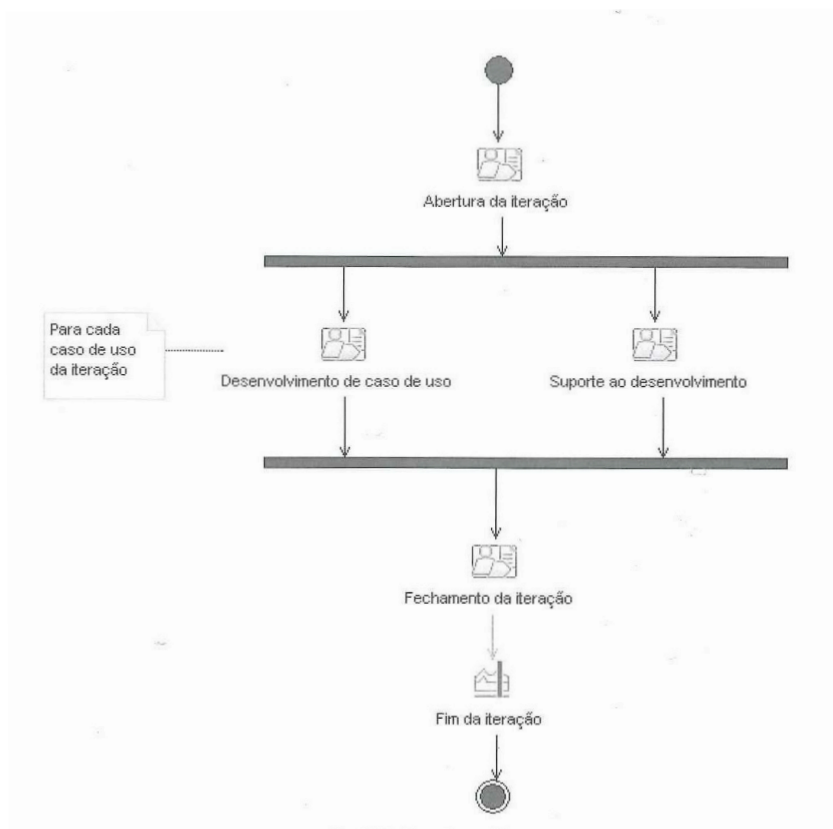 Abertura da iteração
Para cada
caso de uso
da iteração
Desenvolvimento de caso de uso
Suporte ao desenvolvimento
Fechamento da iteração
Fim da iteração